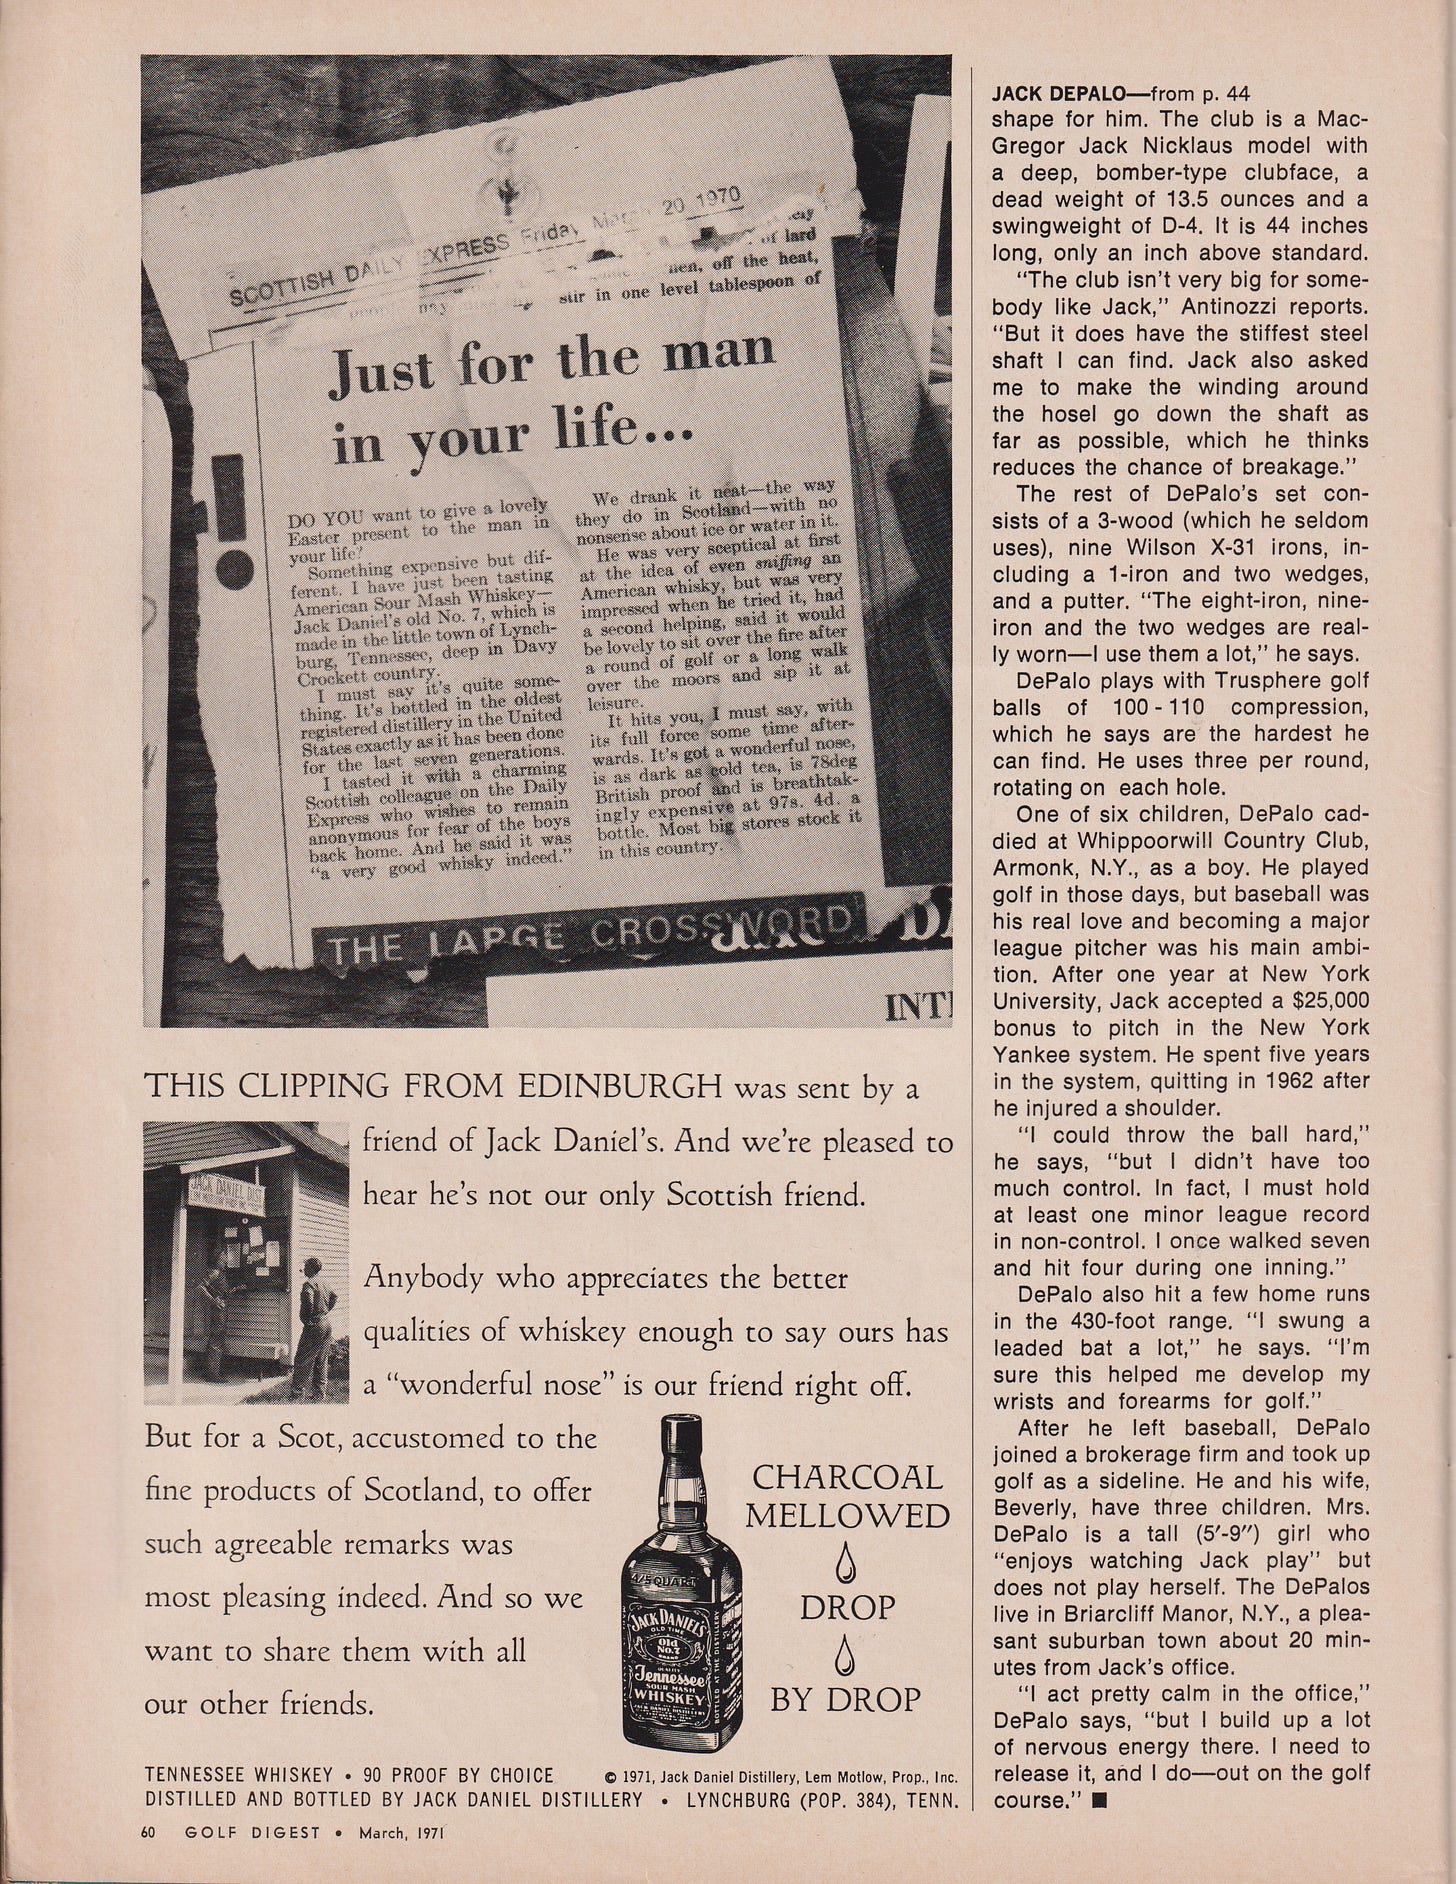 SCOTTISH DAILY EXPRESS Friday March 20 1970
of lard
off the heat,
stir in one level tablespoon of
Just for the man
in your life...
!
DO YOU want to give a lovely
Easter present to the man in
your life?
Something expensive but dif-
ferent. I have just been tasting
American Sour Mash Whiskey—
Jack Daniel's old No. 7, which is
made in the little town of Lynch-
burg, Tennessee, deep in Davy
Crockett country.
I must say it's quite some-
thing. It's bottled in the oldest
registered distillery in the United
States exactly as it has been done
for the last seven generations.
I tasted it with a charming
Scottish colleague on the Daily
Express who wishes to remain
anonymous for fear of the boys
back home. And he said it was
"a very good whisky indeed."
We drank it neat—the way
they do in Scotland—with no
nonsense about ice or water in it.
He was very sceptical at first
at the idea of even sniffing an
American whisky, but was very
impressed when he tried it, had
a second helping, said it would
be lovely to sit over the fire after
a round of golf or a long walk
over the moors and sip it at
leisure.
It hits you, I must say, with
its full force some time after-
wards. It's got a wonderful nose,
is as dark as cold tea, is 78deg
British proof and is breathtak-
ingly expensive at 97s. 4d. a
bottle. Most big stores stock it
in this country.
THE LARGE CROSSWORD
INT
THIS CLIPPING FROM EDINBURGH was sent by a
friend of Jack Daniel's. And we're pleased to
hear he's not our only Scottish friend.
JACK DANIEL DIST
Anybody who appreciates the better
qualities of whiskey enough to say ours has
a "wonderful nose" is our friend right off.
But for a Scot, accustomed to the
fine products of Scotland, to offer
such agreeable remarks was
most pleasing indeed. And so we
want to share them with all
our other friends.
4/5 QUART
JACK DANIEL'S
OLD TIME
Old
No.7
BRAND
QUALITY
Tennessee
SOUR MASH
WHISKEY
CHARCOAL
MELLOWED
DROP
BY DROP
TENNESSEE WHISKEY • 90 PROOF BY CHOICE © 1971, Jack Daniel Distillery, Lem Motlow, Prop., Inc.
DISTILLED AND BOTTLED BY JACK DANIEL DISTILLERY • LYNCHBURG (POP. 384), TENN.
60 GOLF DIGEST • March, 1971
JACK DEPALO—from p. 44
shape for him. The club is a Mac-
Gregor Jack Nicklaus model with
a deep, bomber-type clubface, a
dead weight of 13.5 ounces and a
swingweight of D-4. It is 44 inches
long, only an inch above standard.
"The club isn't very big for some-
body like Jack," Antinozzi reports.
"But it does have the stiffest steel
shaft I can find. Jack also asked
me to make the winding around
the hosel go down the shaft as
far as possible, which he thinks
reduces the chance of breakage."
The rest of DePalo's set con-
sists of a 3-wood (which he seldom
uses), nine Wilson X-31 irons, in-
cluding a 1-iron and two wedges,
and a putter. "The eight-iron, nine-
iron and the two wedges are real-
ly worn—I use them a lot," he says.
DePalo plays with Trusphere golf
balls of 100-110 compression,
which he says are the hardest he
can find. He uses three per round,
rotating on each hole.
One of six children, DePalo cad-
died at Whippoorwill Country Club,
Armonk, N.Y., as a boy. He played
golf in those days, but baseball was
his real love and becoming a major
league pitcher was his main ambi-
tion. After one year at New York
University, Jack accepted a $25,000
bonus to pitch in the New York
Yankee system. He spent five years
in the system, quitting in 1962 after
he injured a shoulder.
"I could throw the ball hard,"
he says, "but I didn't have too
much control. In fact, I must hold
at least one minor league record
in non-control. I once walked seven
and hit four during one inning."
DePalo also hit a few home runs
in the 430-foot range. "I swung a
leaded bat a lot," he says. "I'm
sure this helped me develop my
wrists and forearms for golf."
After he left baseball, DePalo
joined a brokerage firm and took up
golf as a sideline. He and his wife,
Beverly, have three children. Mrs.
DePalo is a tall (5'-9") girl who
"enjoys watching Jack play" but
does not play herself. The DePalos
live in Briarcliff Manor, N.Y., a plea-
sant suburban town about 20 min-
utes from Jack's office.
"I act pretty calm in the office,"
DePalo says, "but I build up a lot
of nervous energy there. I need to
release it, and I do—out on the golf
course." ■